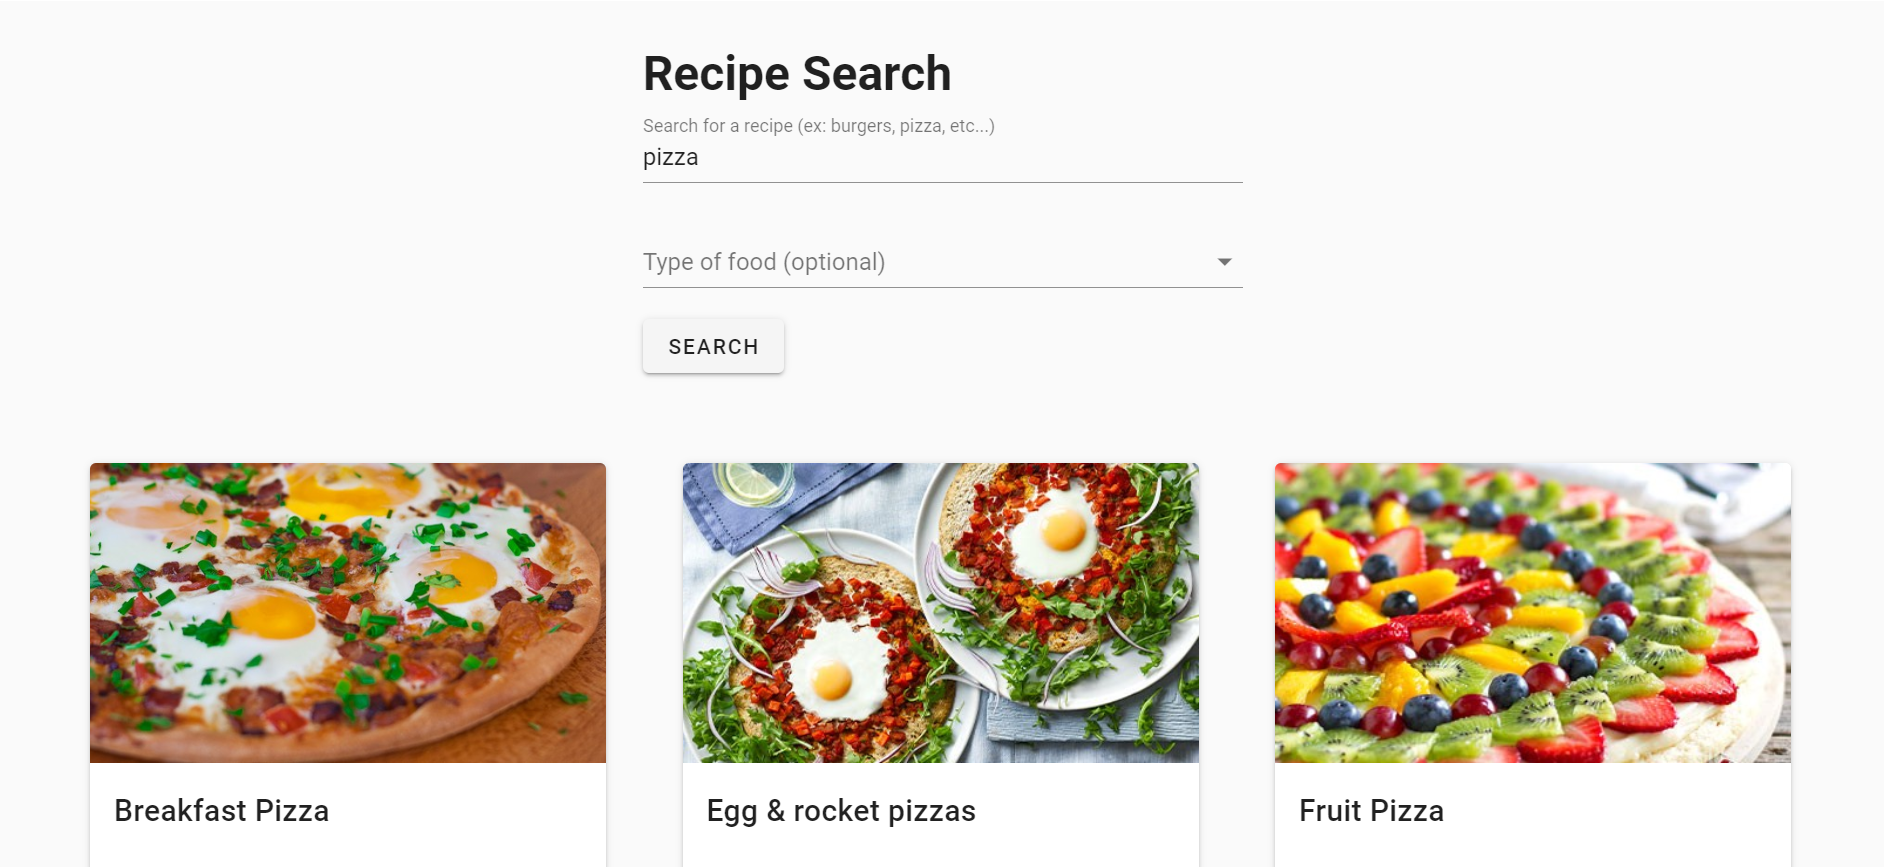 Recipe Search
Search for a recipe (ex: burgers, pizza, etc...)
pizza
Type of food (optional)
SEARCH
Breakfast Pizza
Egg & rocket pizzas
Fruit Pizza